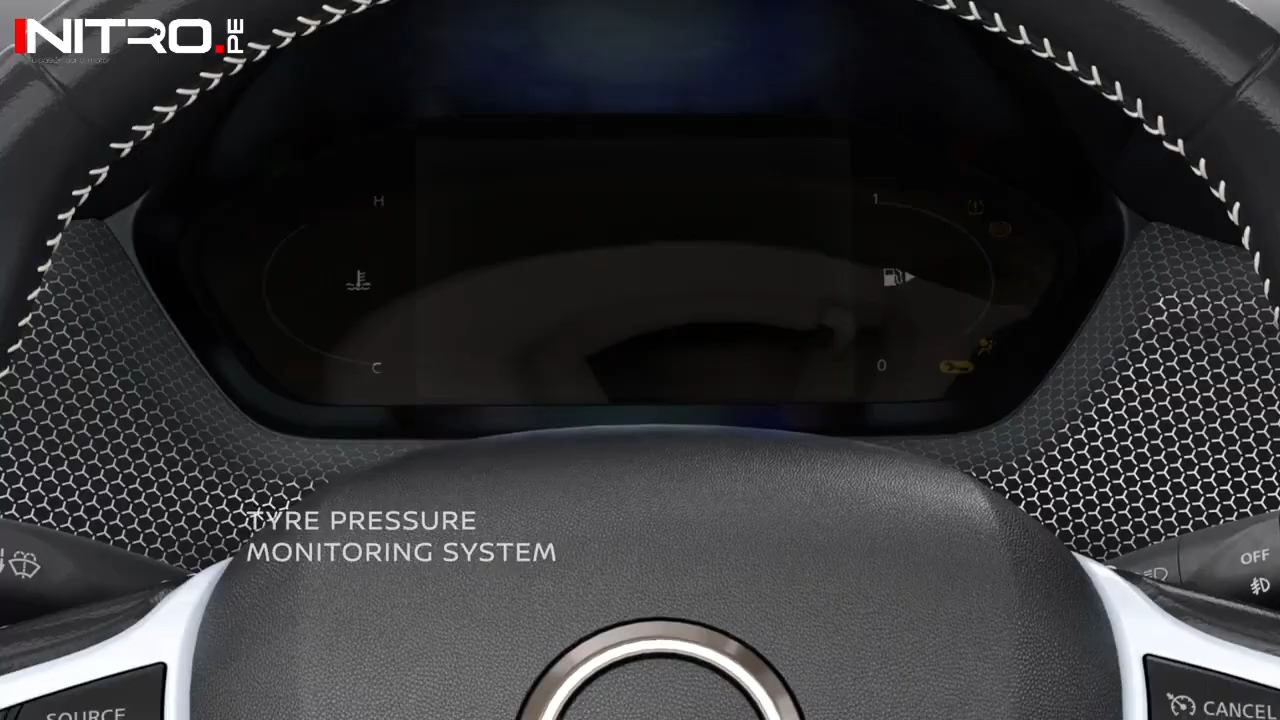 NITRO.PE
H
1
C
0
TYRE PRESSURE
MONITORING SYSTEM
OFF
SOURCE
CANCEL